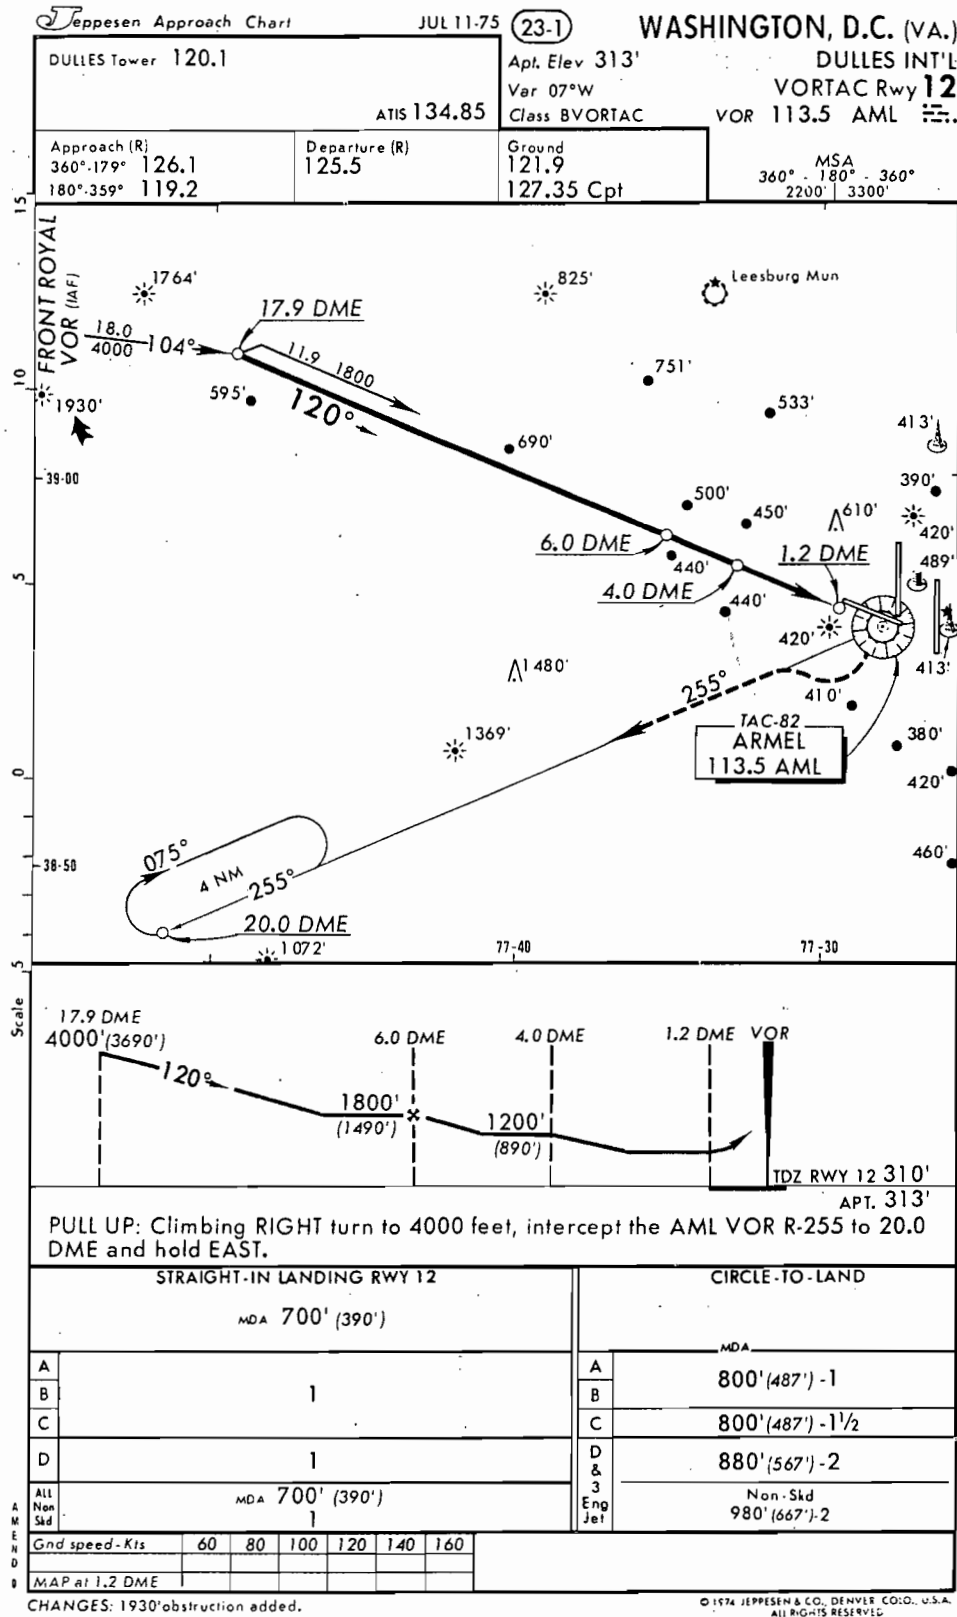 Jeppesen Approach Chart JUL 11-75 23-1 WASHINGTON, D.C. (VA.)
DULLES Tower 120.1
Apt. Elev 313' DULLES INT'L
Var 07°W VORTAC Rwy 12
ATIS 134.85 Class BVORTAC VOR 113.5 AML
Approach (R)
360°-179° 126.1
180°-359° 119.2
Departure (R)
125.5
Ground
121.9
127.35 Cpt
MSA
360° - 180° - 360°
2200' 3300'
15
FRONT ROYAL
VOR (IAF)
1764'
825'
Leesburg Mun
17.9 DME
18.0
4000
104°
11.9 1800
10
751'
1930'
595'
120°
533'
413'
690'
39-00
390'
500'
450'
610'
420'
6.0 DME
1.2 DME
489'
440'
5
4.0 DME
440'
420'
413'
1480'
255°
410'
TAC-82
ARMEL
113.5 AML
1369'
380'
0
420'
075°
460'
38-50
4 NM
255°
20.0 DME
1072'
77-40
77-30
5
Scale
17.9 DME
4000' (3690')
6.0 DME
4.0 DME
1.2 DME
VOR
120°
1800'
(1490')
1200'
(890')
TDZ RWY 12 310'
APT. 313'
PULL UP: Climbing RIGHT turn to 4000 feet, intercept the AML VOR R-255 to 20.0
DME and hold EAST.
STRAIGHT-IN LANDING RWY 12
CIRCLE-TO-LAND
MDA 700' (390')
MDA
A
B
1
C
D
1
A
B
800' (487') -1
C
800' (487') -1½
D
&
3
Eng
Jet
880' (567') -2
Non-Skd
980' (667') -2
ALL
Non
Skd
MDA 700' (390')
1
AMEND 0
Gnd speed-Kts 60 80 100 120 140 160
MAP at 1.2 DME
CHANGES: 1930' obstruction added.
© 1974 JEPPESEN & CO., DENVER, COLO., U.S.A.
ALL RIGHTS RESERVED